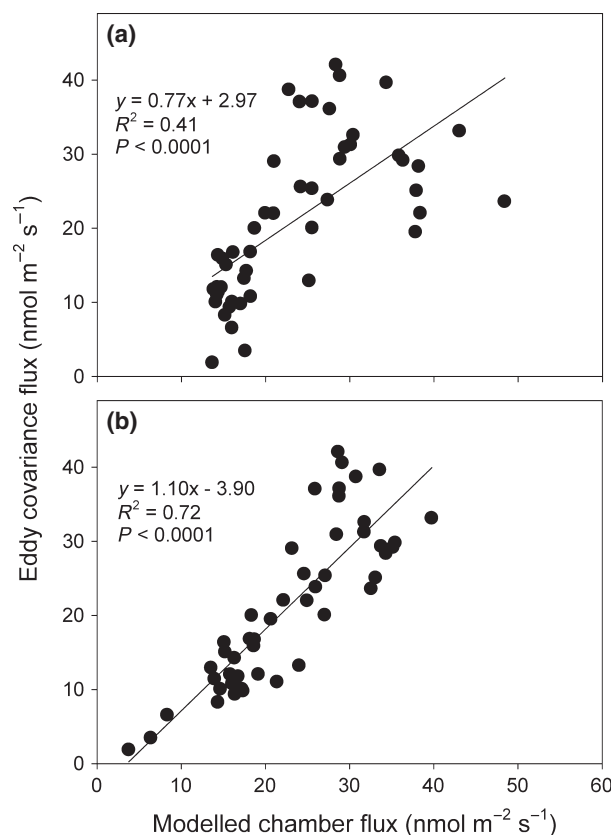 (a)
y = 0.77x + 2.97
R² = 0.41
P < 0.0001
40
30
20
10
0
(b)
y = 1.10x - 3.90
R² = 0.72
P < 0.0001
40
30
20
10
0
0 10 20 30 40 50 60
Eddy covariance flux (nmol m⁻² s⁻¹)
Modelled chamber flux (nmol m⁻² s⁻¹)